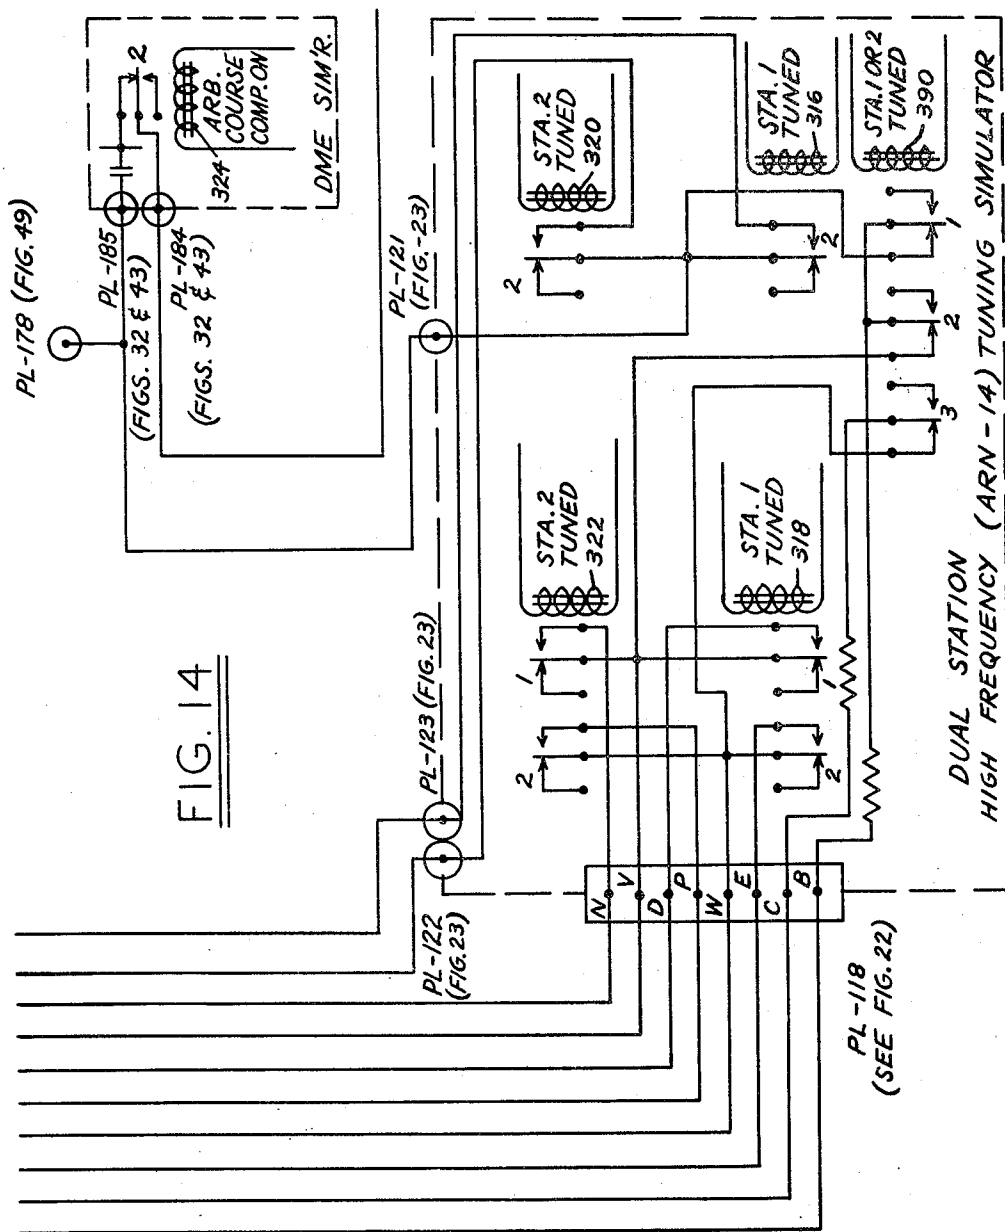 FIG. 14
PL-178 (FIG. 49)
PL-185
(FIGS. 32 & 43)
PL-184
(FIGS. 32 & 43)
2
324
ARB.
COURSE
COMP. ON
DME SIM'R.
PL-121
(FIG.-23)
PL-123 (FIG. 23)
PL-122
(FIG. 23)
STA. 2
TUNED
320
2
STA. 1
TUNED
316
2
STA. 1 OR 2
TUNED
390
1
2
3
STA. 2
TUNED
322
1
2
STA. 1
TUNED
318
1
2
N
V
D
P
W
E
C
B
PL-118
(SEE FIG. 22)
DUAL STATION
HIGH FREQUENCY (ARN-14) TUNING SIMULATOR